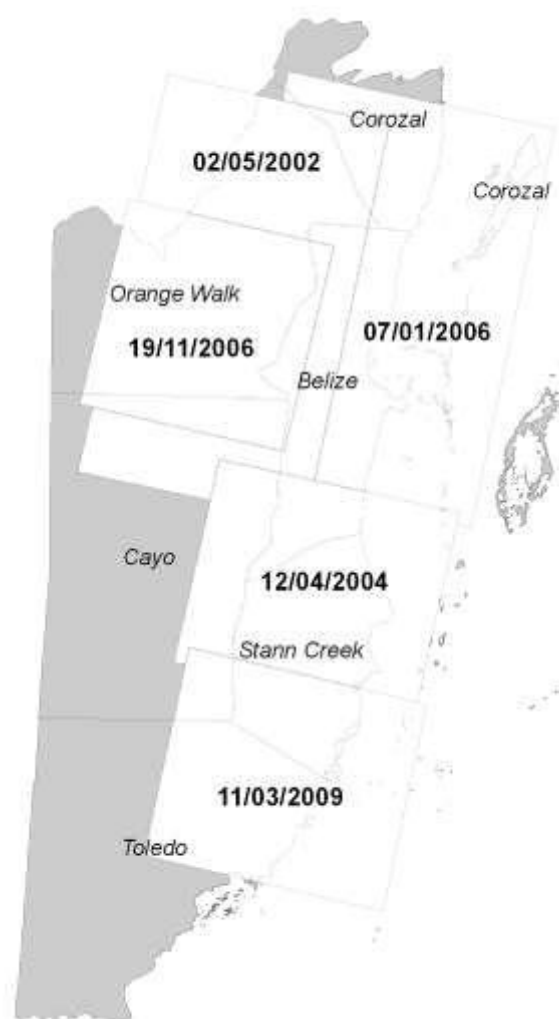 Corozal
02/05/2002
Corozal
Orange Walk
07/01/2006
19/11/2006
Belize
Cayo
12/04/2004
Stann Creek
11/03/2009
Toledo